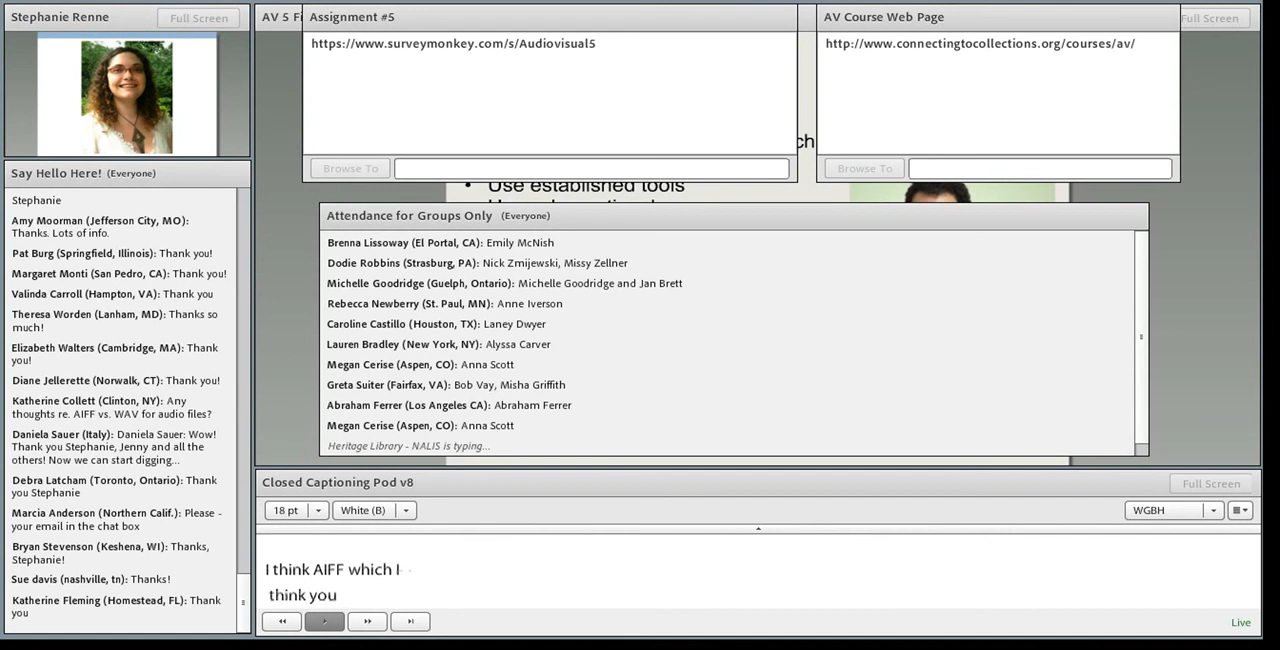 Stephanie Renne
Full Screen
Say Hello Here! (Everyone)
Stephanie
Amy Moorman (Jefferson City, MO):
Thanks. Lots of info.
Pat Burg (Springfield, Illinois): Thank you!
Margaret Monti (San Pedro, CA): Thank you!
Valinda Carroll (Hampton, VA): Thank you
Theresa Worden (Lanham, MD): Thanks so
much!
Elizabeth Walters (Cambridge, MA): Thank
you!
Diane Jellerette (Norwalk, CT): Thank you!
Katherine Collett (Clinton, NY): Any
thoughts re. AIFF vs. WAV for audio files?
Daniela Sauer (Italy): Daniela Sauer: Wow!
Thank you Stephanie, Jenny and all the
others! Now we can start digging...
Debra Latcham (Toronto, Ontario): Thank
you Stephanie
Marcia Anderson (Northern Calif.): Please -
your email in the chat box
Bryan Stevenson (Keshena, WI): Thanks,
Stephanie!
Sue davis (nashville, tn): Thanks!
Katherine Fleming (Homestead, FL): Thank
you
AV 5 Fi
Assignment #5
https://www.surveymonkey.com/s/Audiovisual5
Browse To
AV Course Web Page
Full Screen
http://www.connectingtocollections.org/courses/av/
Browse To
ch
• Use established tools
Attendance for Groups Only (Everyone)
Brenna Lissoway (El Portal, CA): Emily McNish
Dodie Robbins (Strasburg, PA): Nick Zmijewski, Missy Zellner
Michelle Goodridge (Guelph, Ontario): Michelle Goodridge and Jan Brett
Rebecca Newberry (St. Paul, MN): Anne Iverson
Caroline Castillo (Houston, TX): Laney Dwyer
Lauren Bradley (New York, NY): Alyssa Carver
Megan Cerise (Aspen, CO): Anna Scott
Greta Suiter (Fairfax, VA): Bob Vay, Misha Griffith
Abraham Ferrer (Los Angeles CA): Abraham Ferrer
Megan Cerise (Aspen, CO): Anna Scott
Heritage Library - NALIS is typing...
Closed Captioning Pod v8
Full Screen
18 pt
White (B)
WGBH
I think AIFF which I
think you
Live